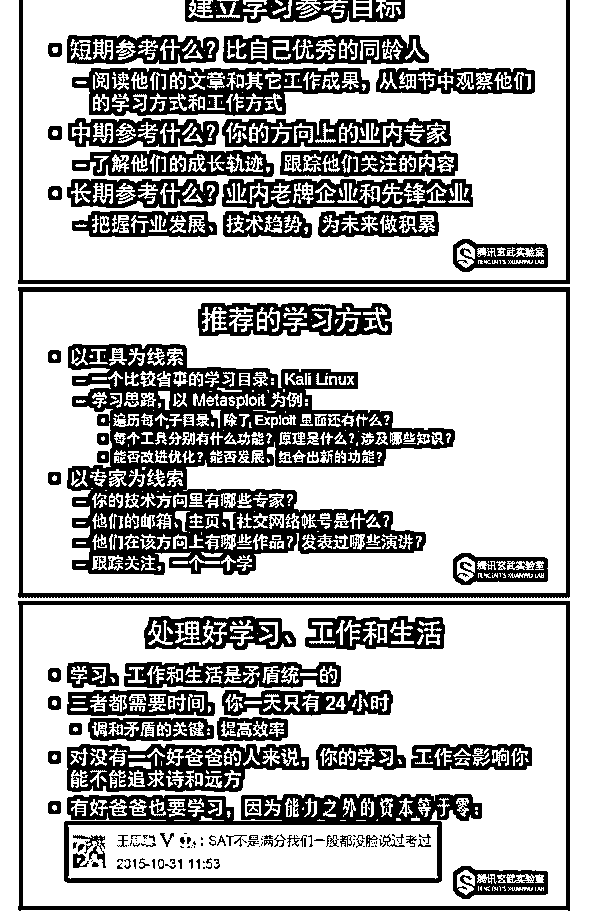 建立学习参考目标
短期参考什么？比自己优秀的同龄人
阅读他们的文章和其它工作成果，从细节中观察他们
的学习方式和工作方式
中期参考什么？你的方向上的业内专家
了解他们的成长轨迹，跟踪他们关注的内容
长期参考什么？业内老牌企业和先锋企业
把握行业发展、技术趋势，为未来做积累
腾讯玄武实验室
TENCENT'S XUANWU LAB
推荐的学习方式
以工具为线索
一个比较省事的学习目录：Kali Linux
学习思路，以 Metasploit 为例：
遍历每个子目录，除了 Exploit 里面还有什么？
每个工具分别有什么功能？原理是什么？涉及哪些知识？
能否改进优化？能否发展、组合出新的功能？
以专家为线索
你的技术方向里有哪些专家？
他们的邮箱、主页、社交网络帐号是什么？
他们在该方向上有哪些作品？发表过哪些演讲？
跟踪关注，一个一个学
腾讯玄武实验室
TENCENT'S XUANWU LAB
处理好学习、工作和生活
学习、工作和生活是矛盾统一的
三者都需要时间，你一天只有 24 小时
调和矛盾的关键：提高效率
对没有一个好爸爸的人来说，你的学习、工作会影响你
能不能追求诗和远方
有好爸爸也要学习，因为能力之外的资本等于零：
V：SAT不是满分我们一般都没脸说过考过
2015-10-31 11:53
腾讯玄武实验室
TENCENT'S XUANWU LAB